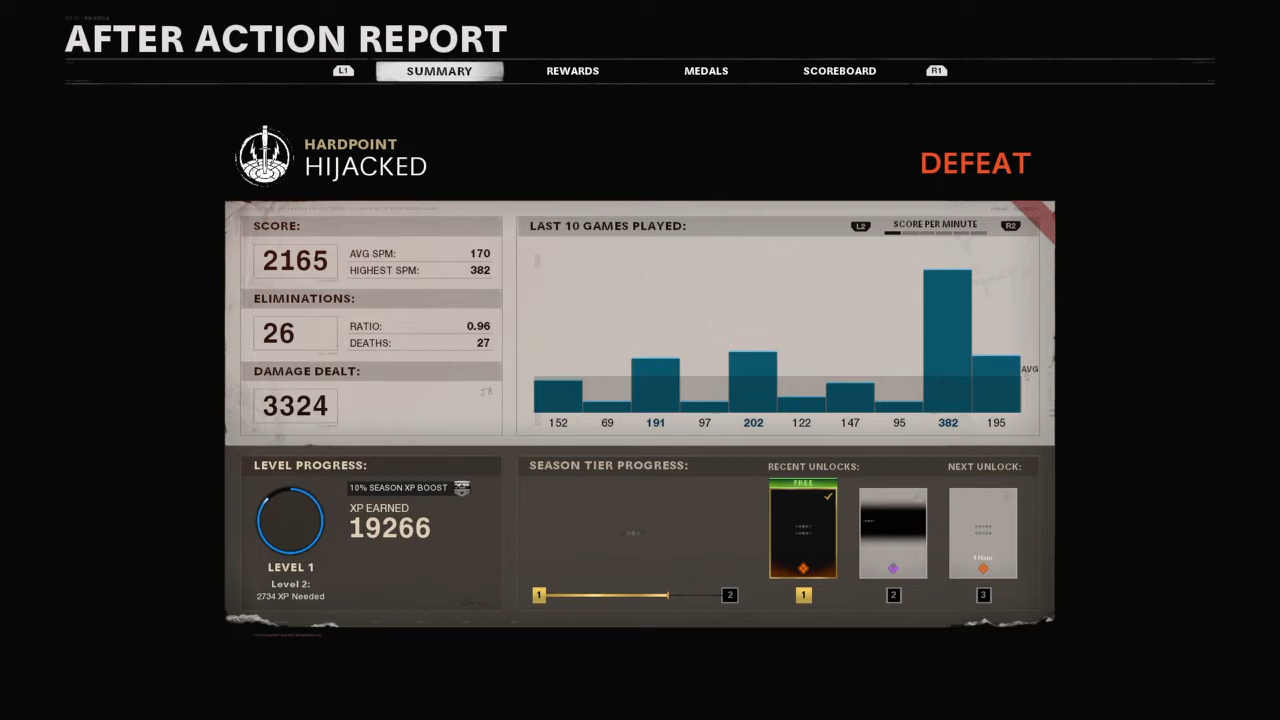 AFTER ACTION REPORT
L1 SUMMARY REWARDS MEDALS SCOREBOARD R1
HARDPOINT
HIJACKED
DEFEAT
SCORE:
2165
AVG SPM: 170
HIGHEST SPM: 382
ELIMINATIONS:
26
RATIO: 0.96
DEATHS: 27
DAMAGE DEALT:
3324
LAST 10 GAMES PLAYED:
L2 SCORE PER MINUTE R2
AVG
152 69 191 97 202 122 147 95 382 195
LEVEL PROGRESS:
10% SEASON XP BOOST
XP EARNED
19266
LEVEL 1
Level 2:
2734 XP Needed
SEASON TIER PROGRESS:
1 2
RECENT UNLOCKS:
FREE
1 2
NEXT UNLOCK:
1 Hour
3